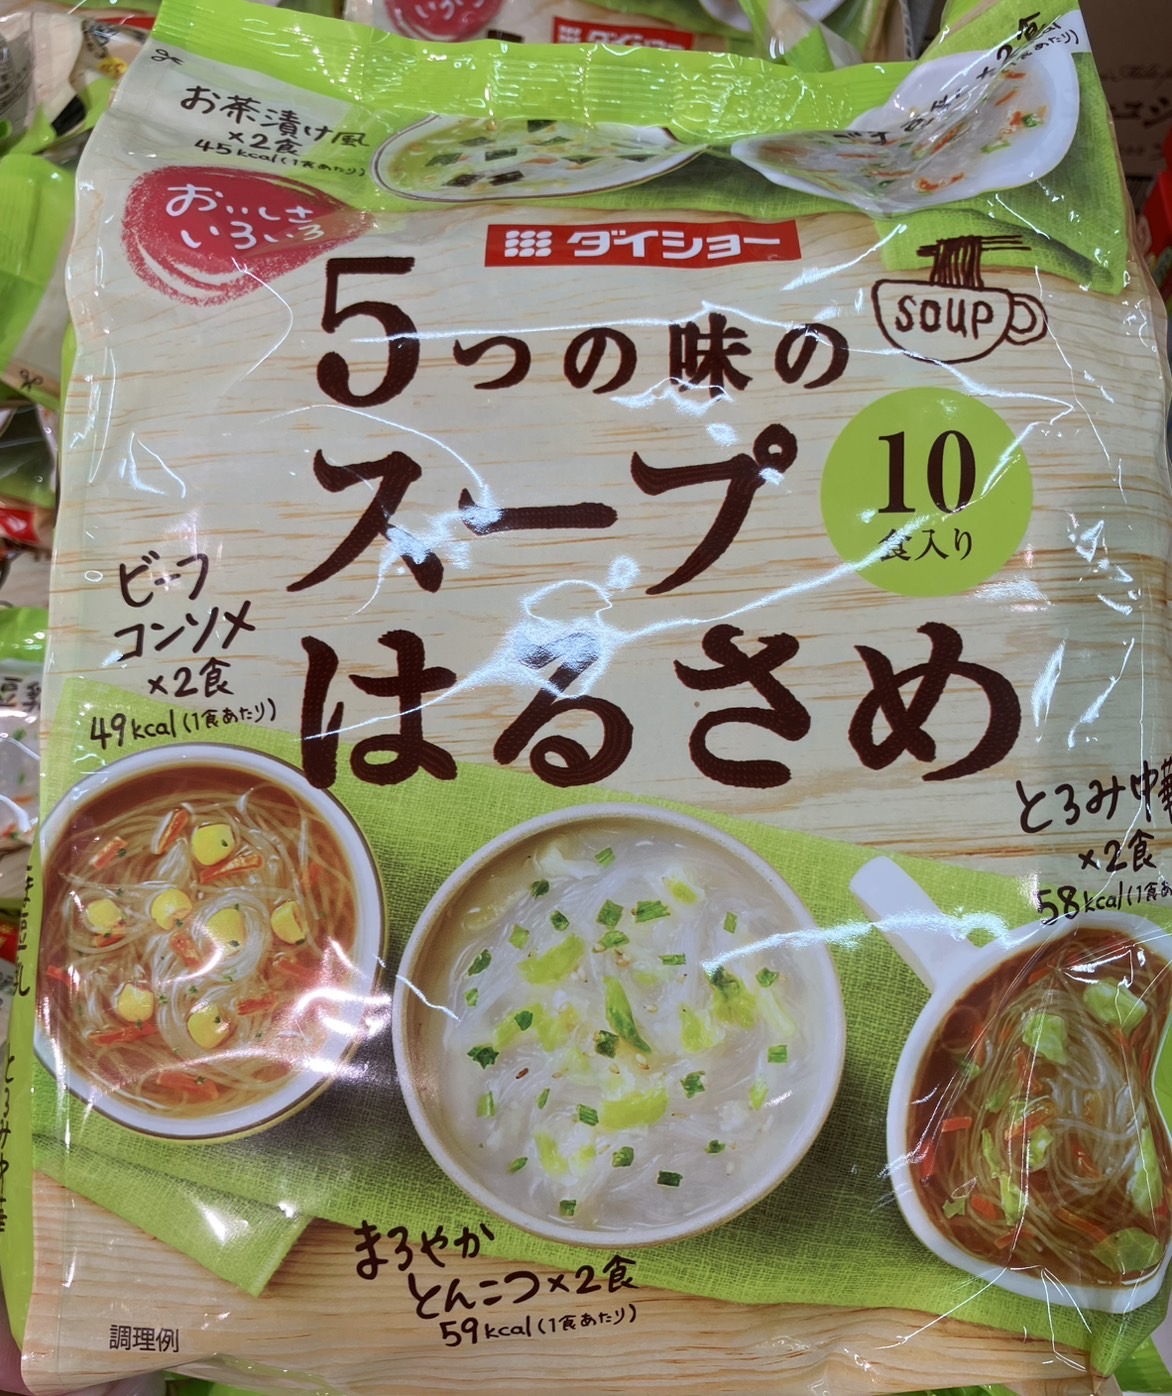 お茶漬け風
×2食
45kcal(1食あたり)
おいしさ
いろいろ
ダイショー
SOUP
5つの味の
スープ
はるさめ
10
食入り
ビーフ
コンソメ
×2食
49kcal(1食あたり)
とろみ中華
×2食
58kcal(1食あ
まろやか
とんこつ×2食
59kcal(1食あたり)
調理例